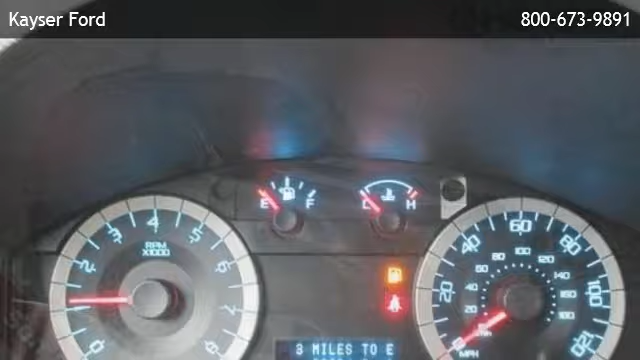 Kayser Ford 800-673-9891
E F
C H
0 1 2 3 4 5 6 7
RPM
X1000
20 40 60 80 100 120
20 40 60 80 100 120 140 160 180
MPH
3 MILES TO E